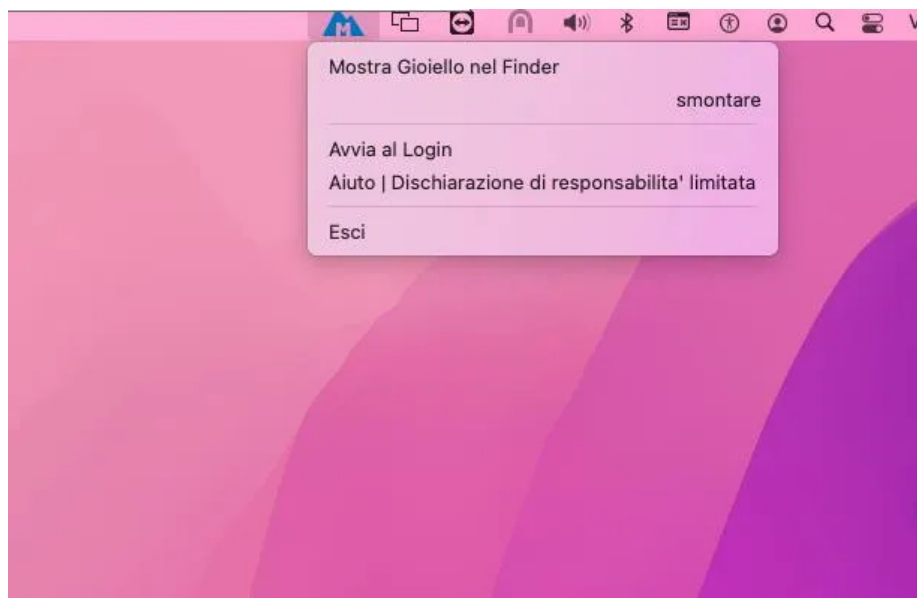 Mostra Gioiello nel Finder
smontare
Avvia al Login
Aiuto | Dischiarazione di responsabilita' limitata
Esci